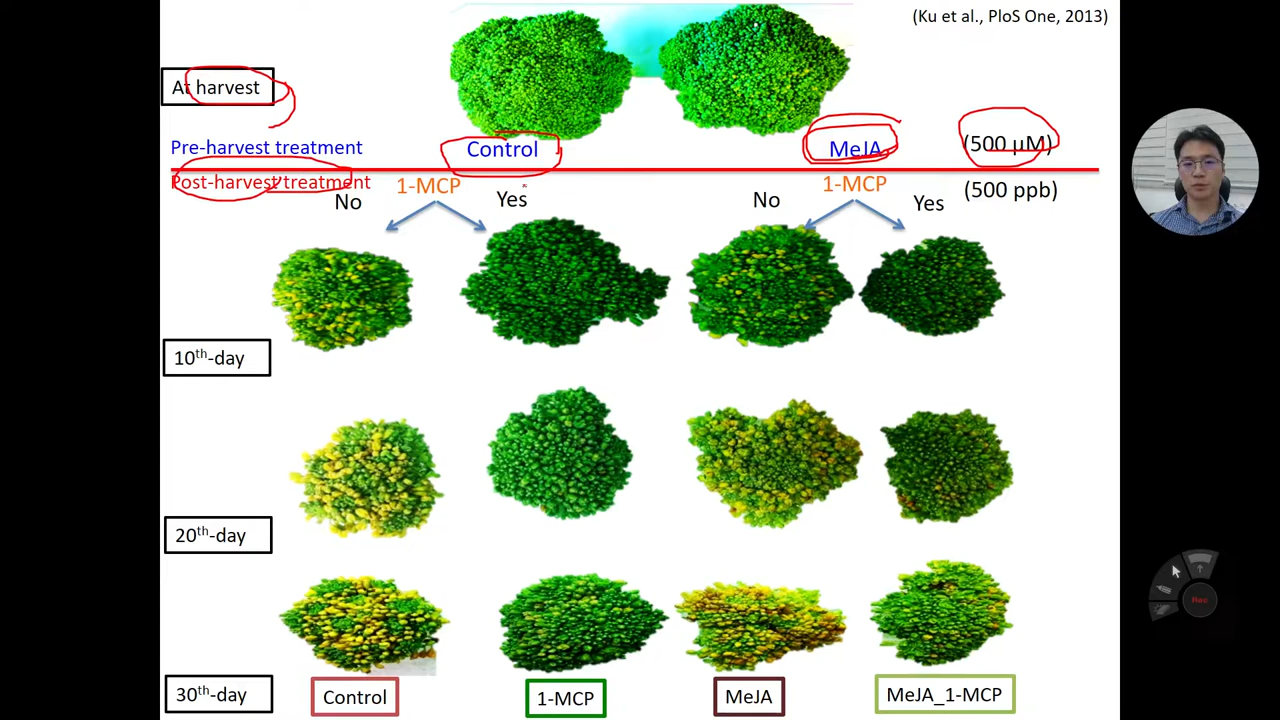 (Ku et al., PloS One, 2013)
At harvest
Pre-harvest treatment
Control
MeJA
(500 µM)
Post-harvest treatment
1-MCP
1-MCP
(500 ppb)
No
Yes
No
Yes
10th-day
20th-day
30th-day
Control
1-MCP
MeJA
MeJA_1-MCP
Rec